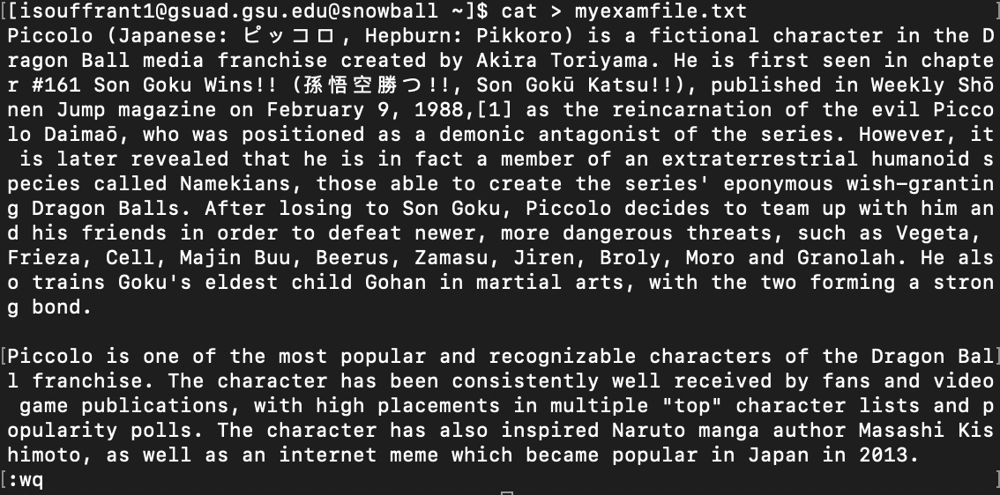 [[isouffrant1@gsuad.gsu.edu@snowball ~]$ cat > myexamfile.txt ]
Piccolo (Japanese: ピッコロ, Hepburn: Pikkoro) is a fictional character in the D
ragon Ball media franchise created by Akira Toriyama. He is first seen in chapte
r #161 Son Goku Wins!! (孫悟空勝つ!!, Son Gokū Katsu!!), published in Weekly Shō
nen Jump magazine on February 9, 1988,[1] as the reincarnation of the evil Picco
lo Daimaō, who was positioned as a demonic antagonist of the series. However, it
 is later revealed that he is in fact a member of an extraterrestrial humanoid s
pecies called Namekians, those able to create the series' eponymous wish-grantin
g Dragon Balls. After losing to Son Goku, Piccolo decides to team up with him an
d his friends in order to defeat newer, more dangerous threats, such as Vegeta,
Frieza, Cell, Majin Buu, Beerus, Zamasu, Jiren, Broly, Moro and Granolah. He als
o trains Goku's eldest child Gohan in martial arts, with the two forming a stron
g bond.

[Piccolo is one of the most popular and recognizable characters of the Dragon Bal]
l franchise. The character has been consistently well received by fans and video
 game publications, with high placements in multiple "top" character lists and p
opularity polls. The character has also inspired Naruto manga author Masashi Kis
himoto, as well as an internet meme which became popular in Japan in 2013.
[:wq ]